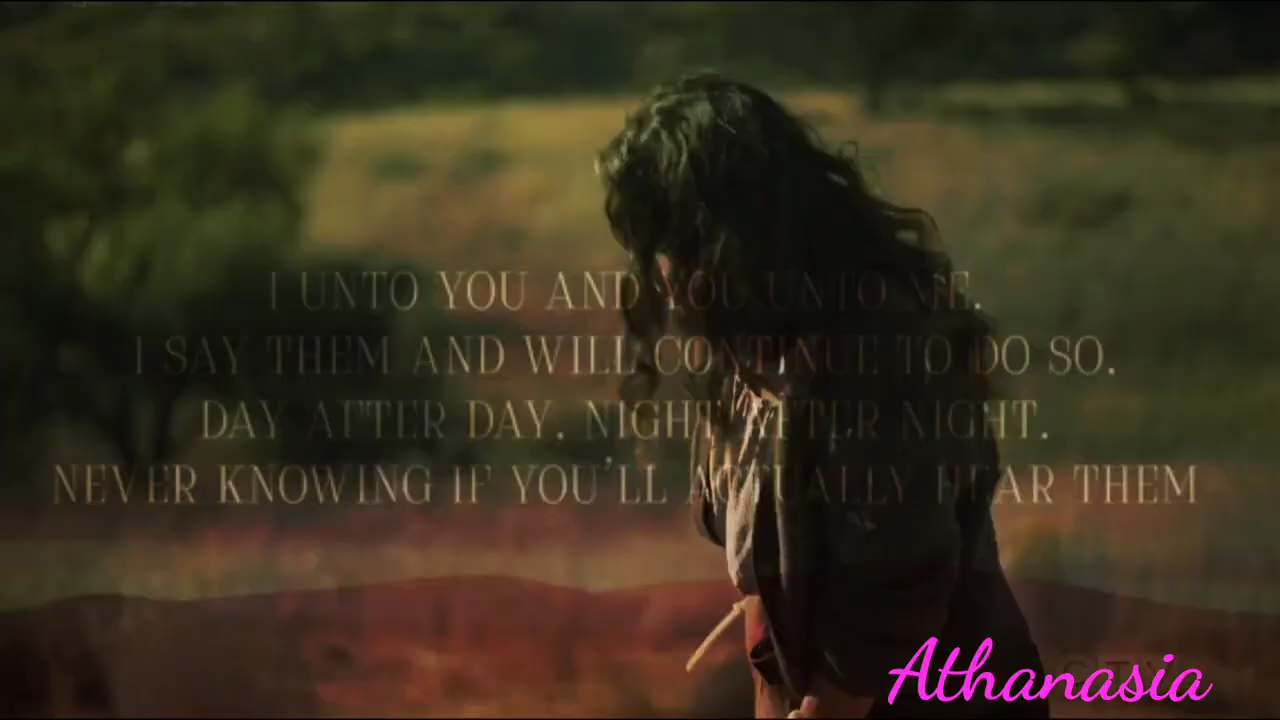 I UNTO YOU AND YOU UNTO ME.
I SAY THEM AND WILL CONTINUE TO DO SO.
DAY AFTER DAY. NIGHT AFTER NIGHT.
NEVER KNOWING IF YOU'LL ACTUALLY HEAR THEM
CTV
Athanasia